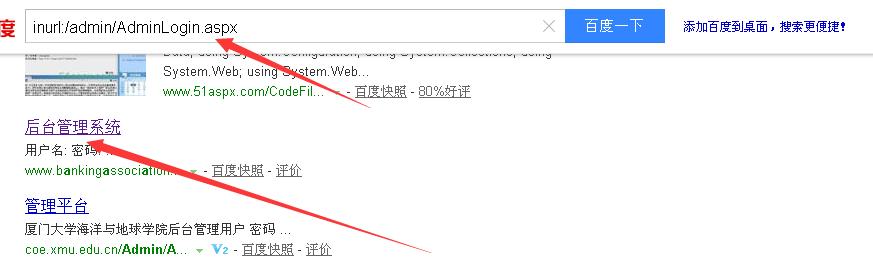 度 inurl:/admin/AdminLogin.aspx 百度一下 添加百度到桌面，搜索更便捷!
Data; using System.Configuration; using System.Collections; using
System.Web; using System.Web...
www.51aspx.com/CodeFil... - 百度快照 - 80%好评
后台管理系统
用户名: 密码: ...
www.bankingassociation. - 百度快照 - 评价
管理平台
厦门大学海洋与地球学院后台管理用户 密码 ...
coe.xmu.edu.cn/Admin/A... V2 - 百度快照 - 评价